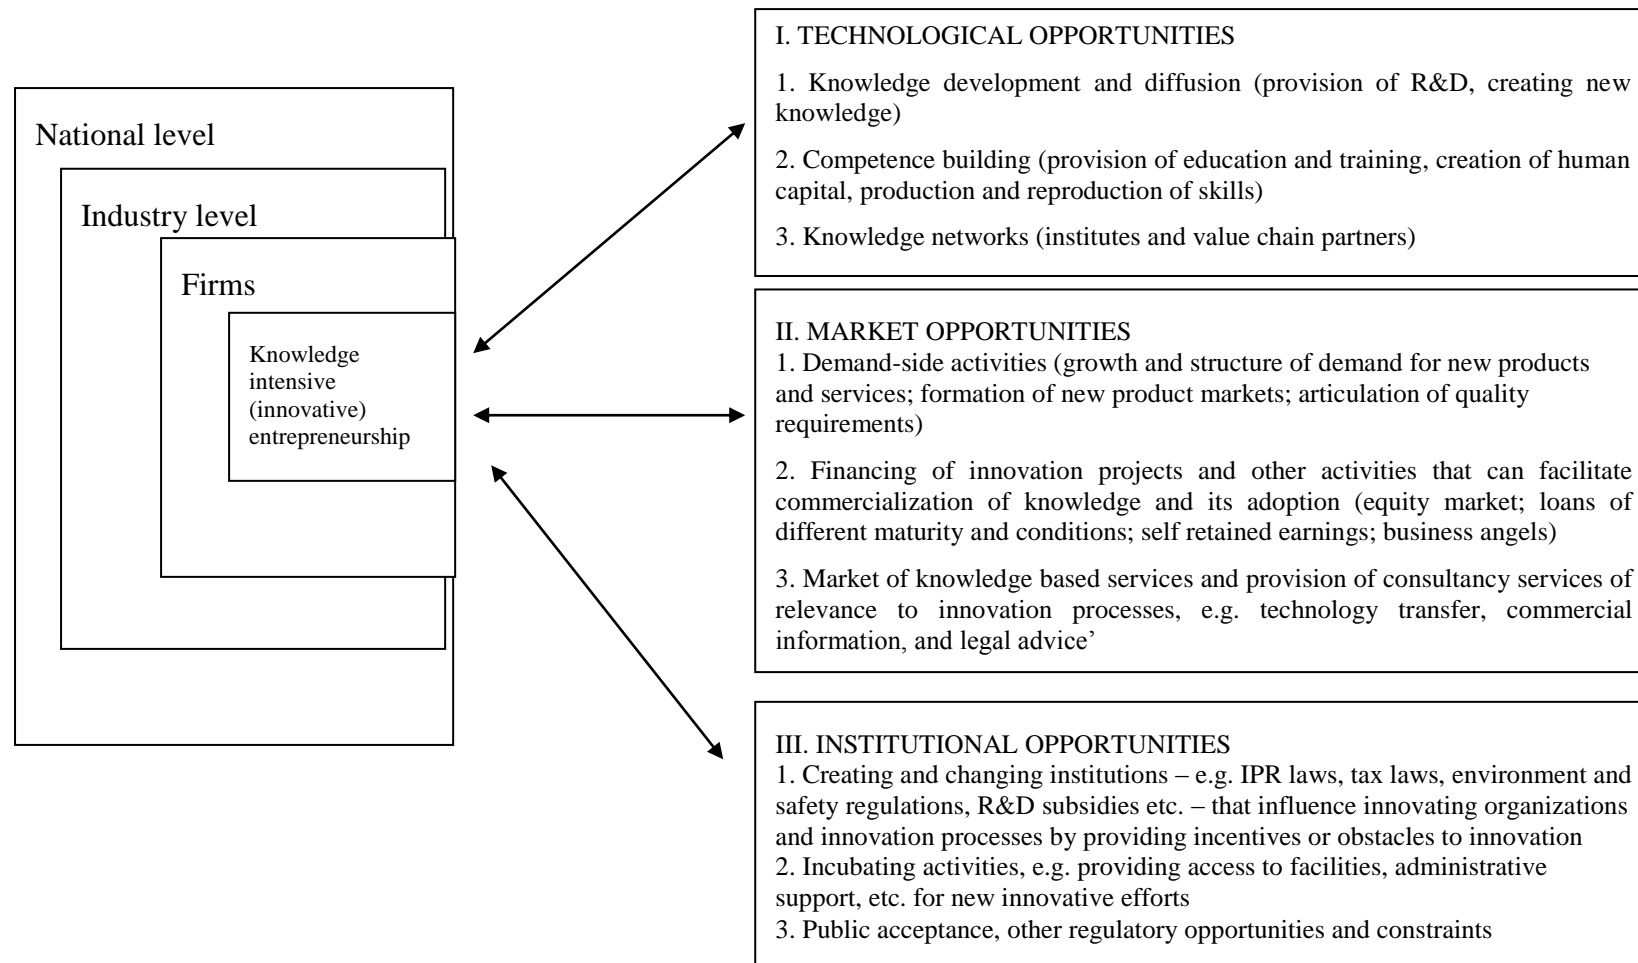 National level
Industry level
Firms
Knowledge
intensive
(innovative)
entrepreneurship
I. TECHNOLOGICAL OPPORTUNITIES
1. Knowledge development and diffusion (provision of R&D, creating new
knowledge)
2. Competence building (provision of education and training, creation of human
capital, production and reproduction of skills)
3. Knowledge networks (institutes and value chain partners)
II. MARKET OPPORTUNITIES
1. Demand-side activities (growth and structure of demand for new products
and services; formation of new product markets; articulation of quality
requirements)
2. Financing of innovation projects and other activities that can facilitate
commercialization of knowledge and its adoption (equity market; loans of
different maturity and conditions; self retained earnings; business angels)
3. Market of knowledge based services and provision of consultancy services of
relevance to innovation processes, e.g. technology transfer, commercial
information, and legal advice’
III. INSTITUTIONAL OPPORTUNITIES
1. Creating and changing institutions – e.g. IPR laws, tax laws, environment and
safety regulations, R&D subsidies etc. – that influence innovating organizations
and innovation processes by providing incentives or obstacles to innovation
2. Incubating activities, e.g. providing access to facilities, administrative
support, etc. for new innovative efforts
3. Public acceptance, other regulatory opportunities and constraints